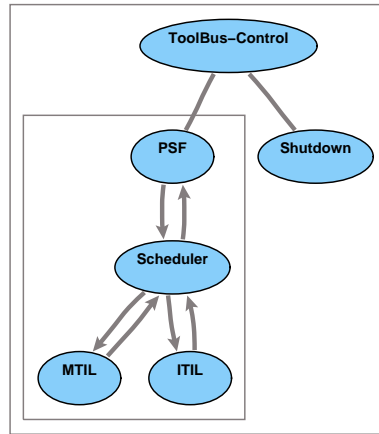 ToolBus−Control
PSF
Shutdown
Scheduler
MTIL
ITIL